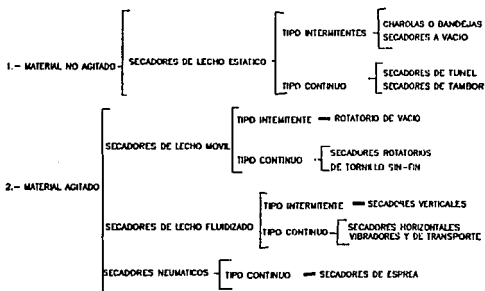 CHAROLAS O BANDEJAS
TIPO INTERMITENTES
SECADORES A VACIO
1.- MATERIAL NO AGITADO
SECADORES DE LECHO ESTATICO
SECADORES DE TUNEL
TIPO CONTINUO
SECADORES DE TAMBOR
TIPO INTEMITENTE
ROTATORIO DE VACIO
SECADORES DE LECHO MOVIL
SECADORES ROTATORIOS
TIPO CONTINUO
DE TORNILLO SIN-FIN
2.- MATERIAL AGITADO
TIPO INTERMITENTE
SECADORES VERTICALES
SECADORES DE LECHO FLUIDIZADO
SECADORES HORIZONTALES
TIPO CONTINUO
VIBRADORES Y DE TRANSPORTE
SECADORES NEUMATICOS
TIPO CONTINUO
SECADORES DE ESPREA